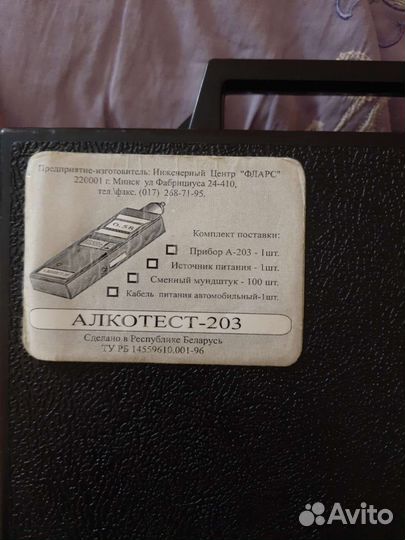 Предприятие-изготовитель: Инженерный Центр "ФЛАРС"
220001 г. Минск ул Фабрициуса 24-410,
тел.\факс. (017) 268-71-95.
Комплект поставки:
Прибор А-203 - 1шт.
Источник питания - 1шт.
Сменный мундштук - 100 шт.
Кабель питания автомобильный-1шт.
АЛКОТЕСТ-203
Сделано в Республике Беларусь
ТУ РБ 14559610.001-96
Avito